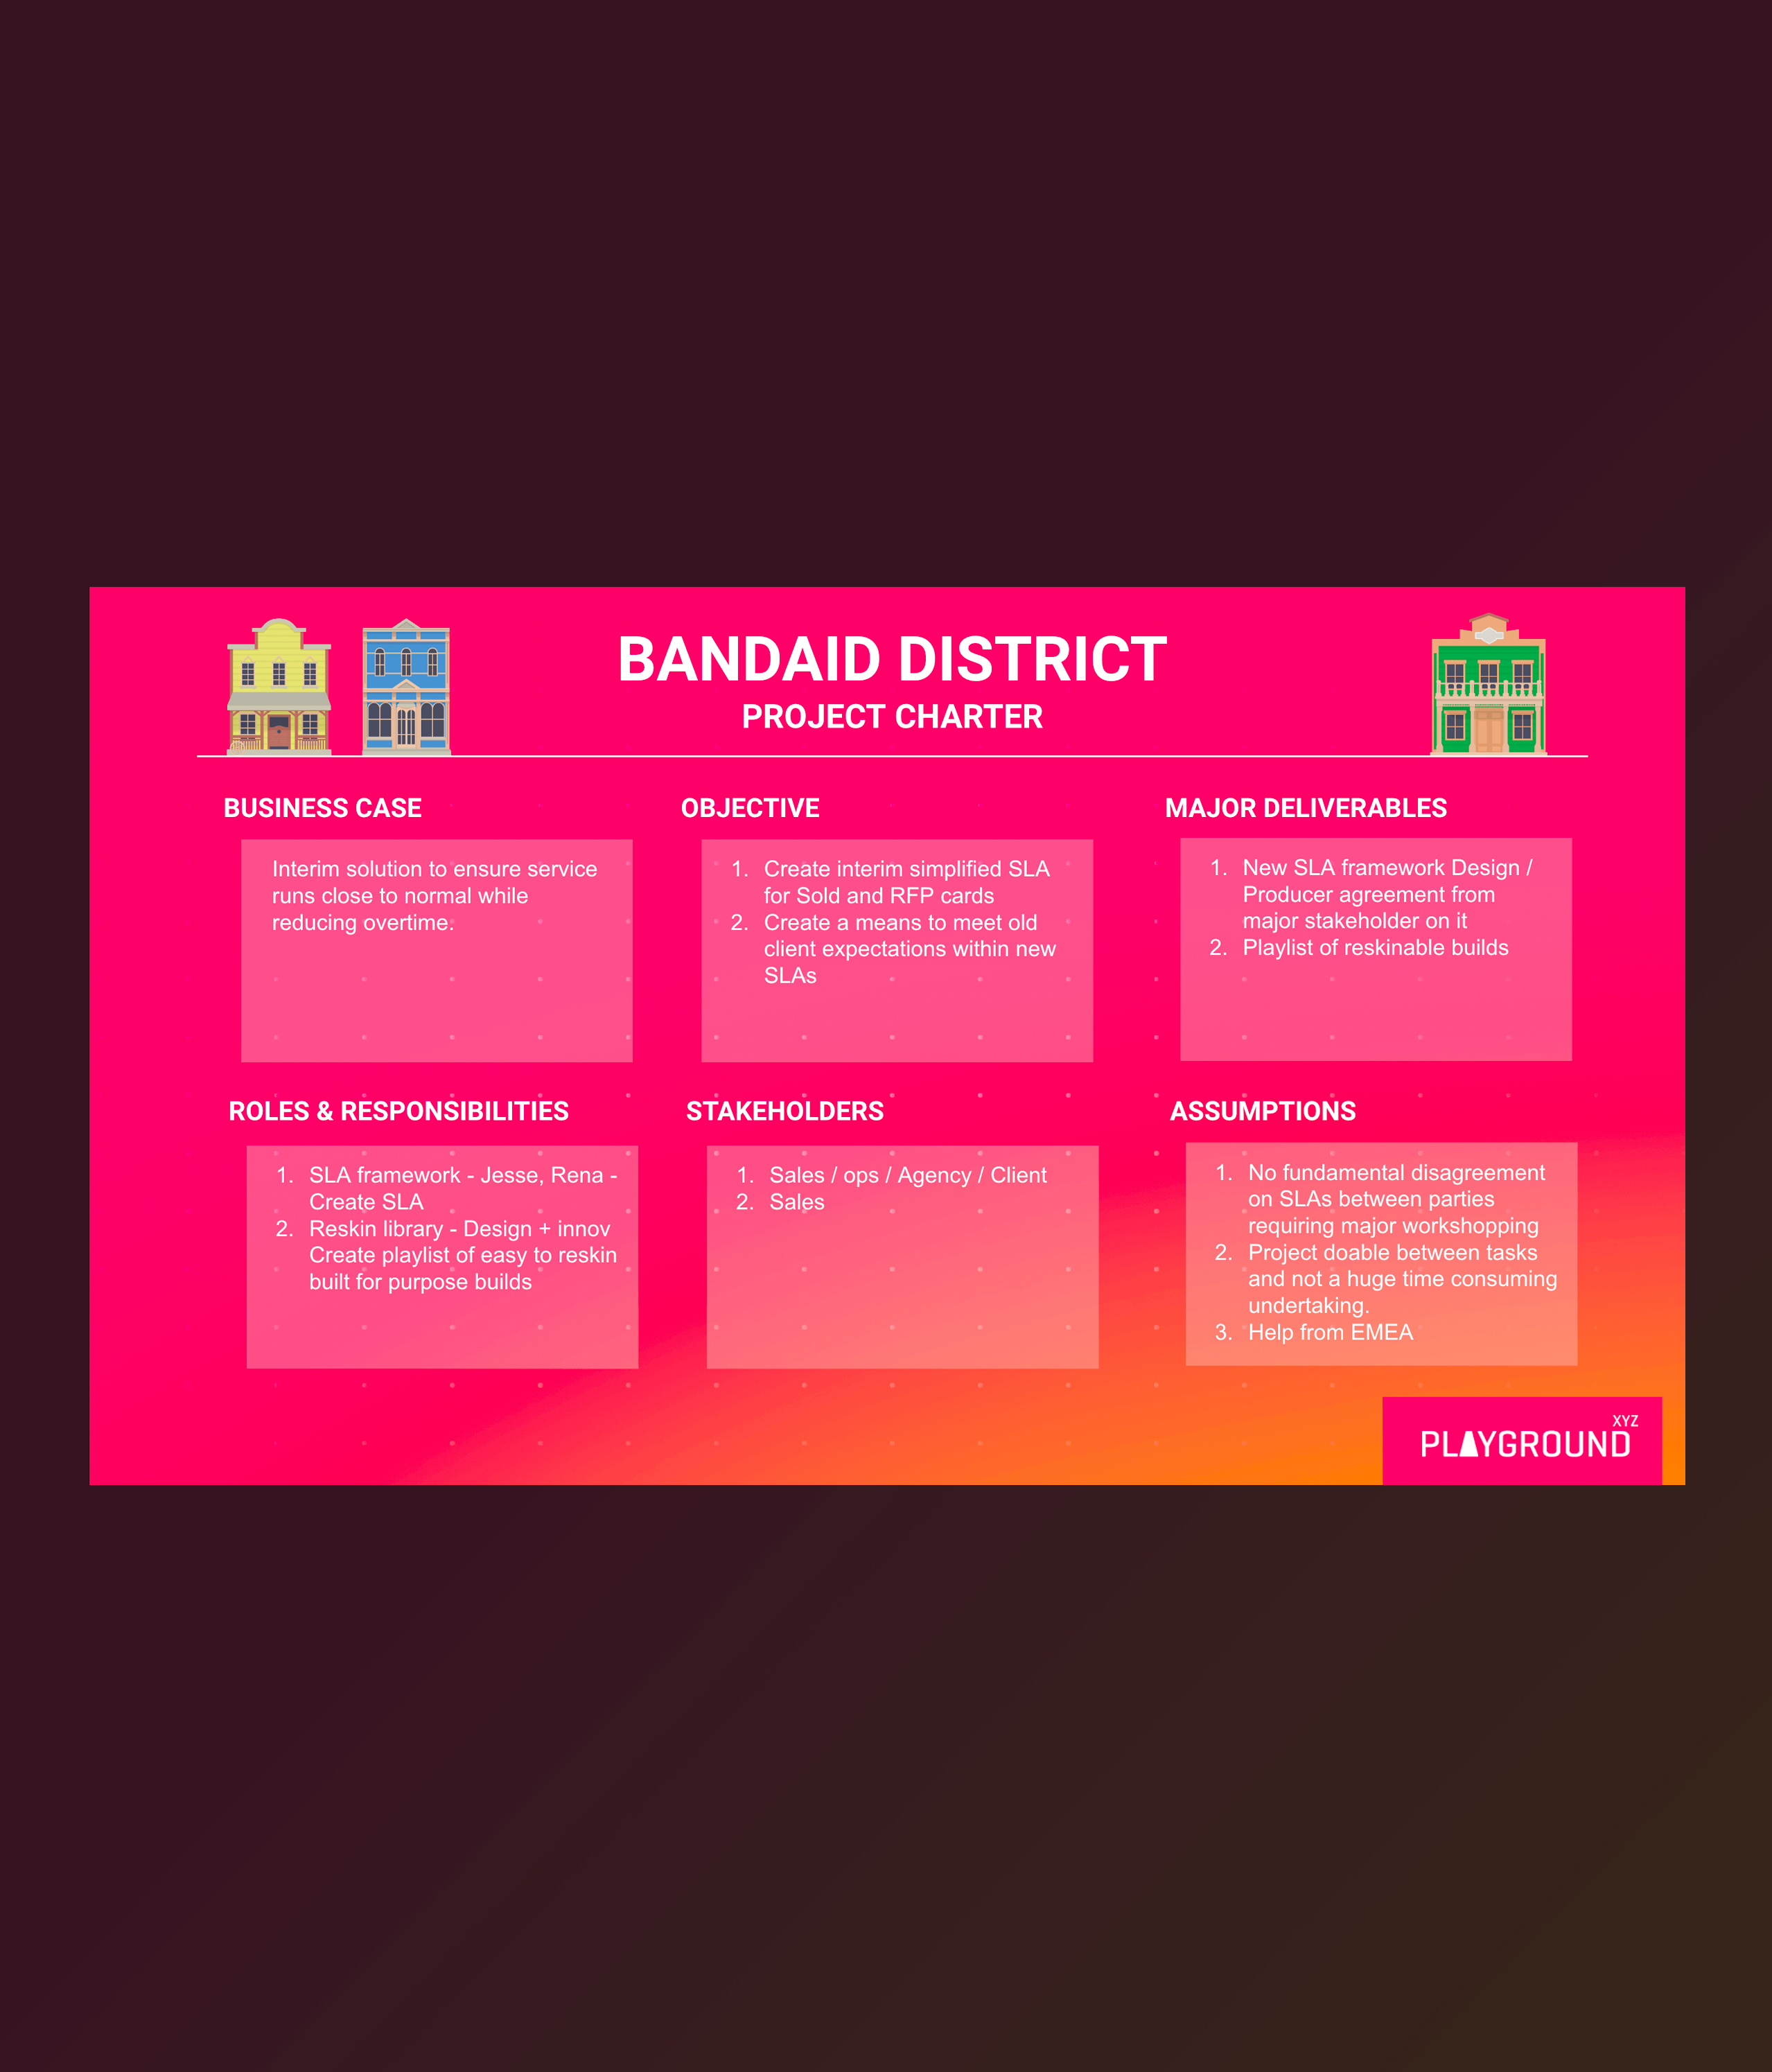 BANDAID DISTRICT
PROJECT CHARTER
BUSINESS CASE
Interim solution to ensure service
runs close to normal while
reducing overtime.
OBJECTIVE
1. Create interim simplified SLA
for Sold and RFP cards
2. Create a means to meet old
client expectations within new
SLAs
MAJOR DELIVERABLES
1. New SLA framework Design /
Producer agreement from
major stakeholder on it
2. Playlist of reskinable builds
ROLES & RESPONSIBILITIES
1. SLA framework - Jesse, Rena -
Create SLA
2. Reskin library - Design + innov
Create playlist of easy to reskin
built for purpose builds
STAKEHOLDERS
1. Sales / ops / Agency / Client
2. Sales
ASSUMPTIONS
1. No fundamental disagreement
on SLAs between parties
requiring major workshopping
2. Project doable between tasks
and not a huge time consuming
undertaking.
3. Help from EMEA
XYZ
PLAYGROUND